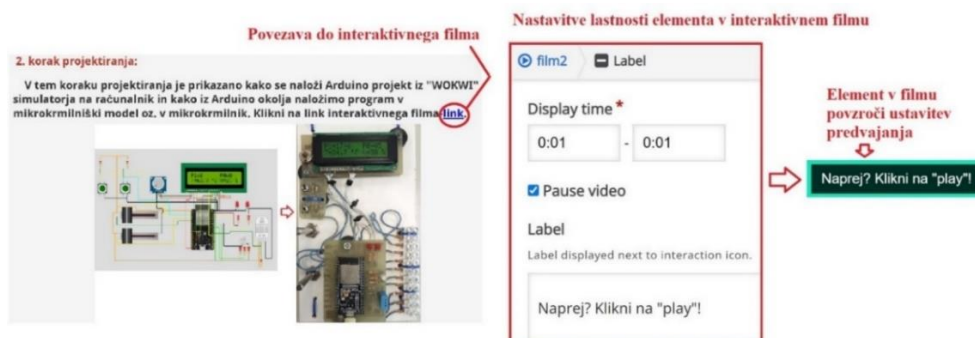 Povezava do interaktivnega filma
Nastavitve lastnosti elementa v interaktivnem filmu
2. korak projektiranja:
V tem koraku projektiranja je prikazano kako se naloži Arduino projekt iz "WOKWI"
simulatorja na računalnik in kako iz Arduino okolja naložimo program v
mikrokrmilniški model oz. v mikrokrmilnik. Klikni na link interaktivnega filma link.
film2 Label
Display time *
0:01 - 0:01
Pause video
Label
Label displayed next to interaction icon.
Naprej? Klikni na "play"!
Element v filmu
povzroči ustavitev
predvajanja
Naprej? Klikni na "play"!